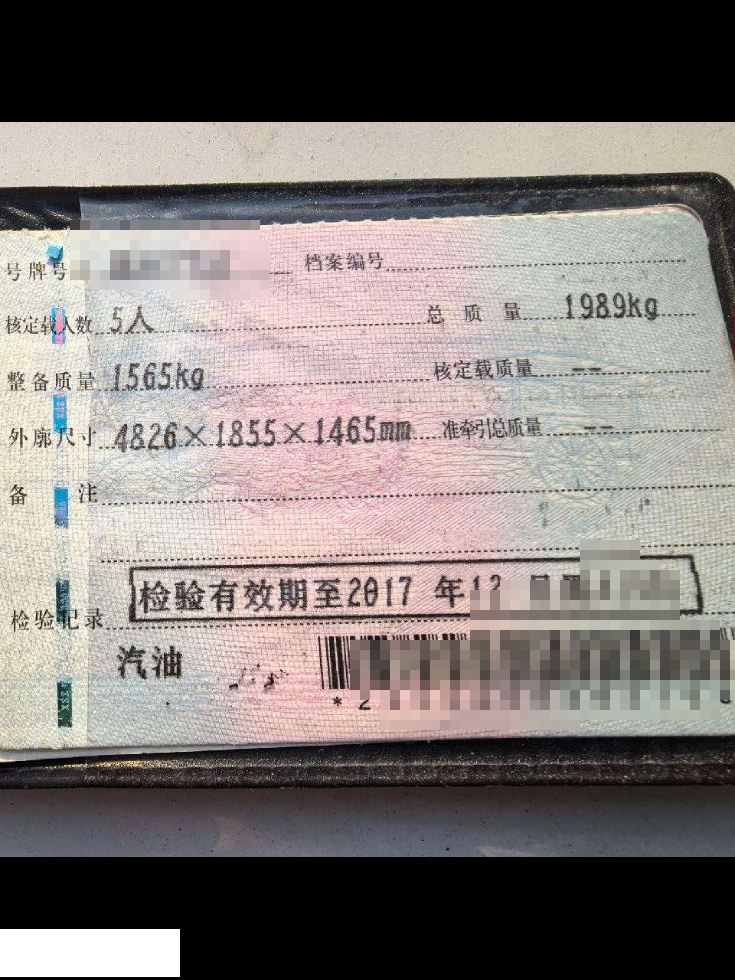 号牌号 档案编号
核定载人数 5人 总质量 1989kg
整备质量 1565kg 核定载质量 --
外廓尺寸 4826×1855×1465mm 准牵引总质量 --
备注
检验记录 检验有效期至2017 年12
汽油